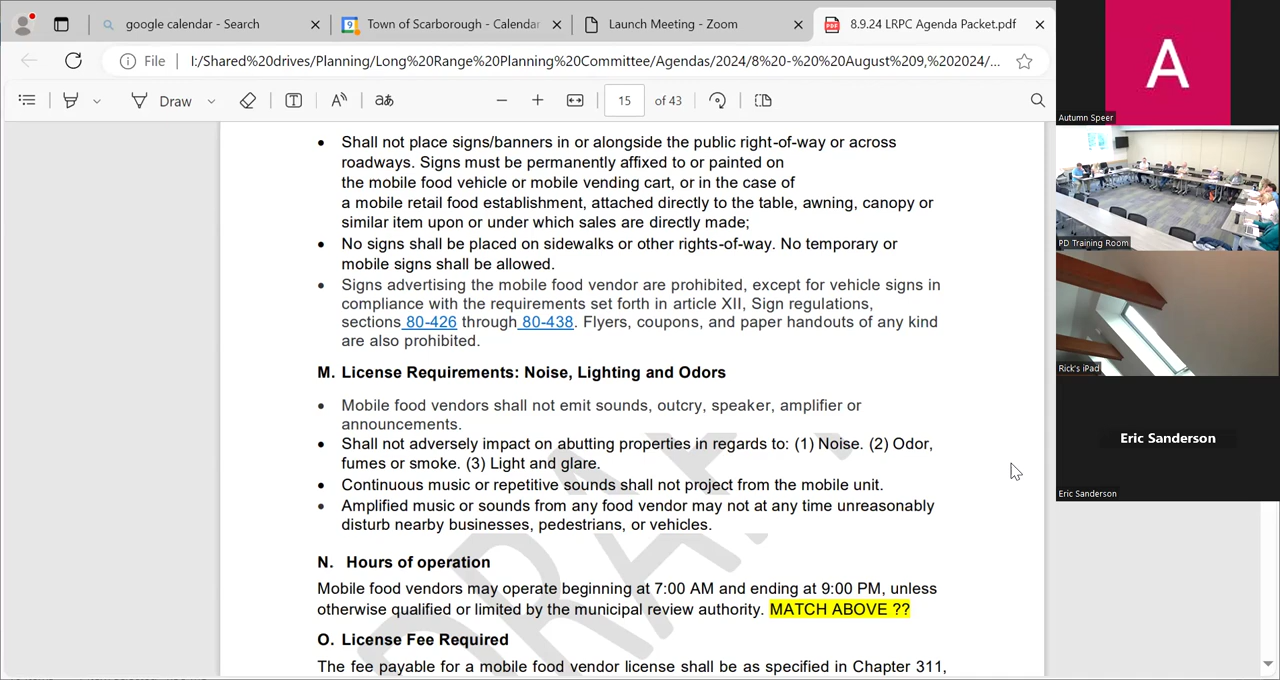 google calendar - Search
Town of Scarborough - Calendar
Launch Meeting - Zoom
8.9.24 LRPC Agenda Packet.pdf
File
I:/Shared%20drives/Planning/Long%20Range%20Planning%20Committee/Agendas/2024/8%20-%20%20August%209,%202024/...
Draw
15 of 43
• Shall not place signs/banners in or alongside the public right-of-way or across
roadways. Signs must be permanently affixed to or painted on
the mobile food vehicle or mobile vending cart, or in the case of
a mobile retail food establishment, attached directly to the table, awning, canopy or
similar item upon or under which sales are directly made;
• No signs shall be placed on sidewalks or other rights-of-way. No temporary or
mobile signs shall be allowed.
• Signs advertising the mobile food vendor are prohibited, except for vehicle signs in
compliance with the requirements set forth in article XII, Sign regulations,
sections 80-426 through 80-438. Flyers, coupons, and paper handouts of any kind
are also prohibited.
M. License Requirements: Noise, Lighting and Odors
• Mobile food vendors shall not emit sounds, outcry, speaker, amplifier or
announcements.
• Shall not adversely impact on abutting properties in regards to: (1) Noise. (2) Odor,
fumes or smoke. (3) Light and glare.
• Continuous music or repetitive sounds shall not project from the mobile unit.
• Amplified music or sounds from any food vendor may not at any time unreasonably
disturb nearby businesses, pedestrians, or vehicles.
N. Hours of operation
Mobile food vendors may operate beginning at 7:00 AM and ending at 9:00 PM, unless
otherwise qualified or limited by the municipal review authority. MATCH ABOVE ??
O. License Fee Required
The fee payable for a mobile food vendor license shall be as specified in Chapter 311,
DRAFT
A
Autumn Speer
PD Training Room
Rick's iPad
Eric Sanderson
Eric Sanderson